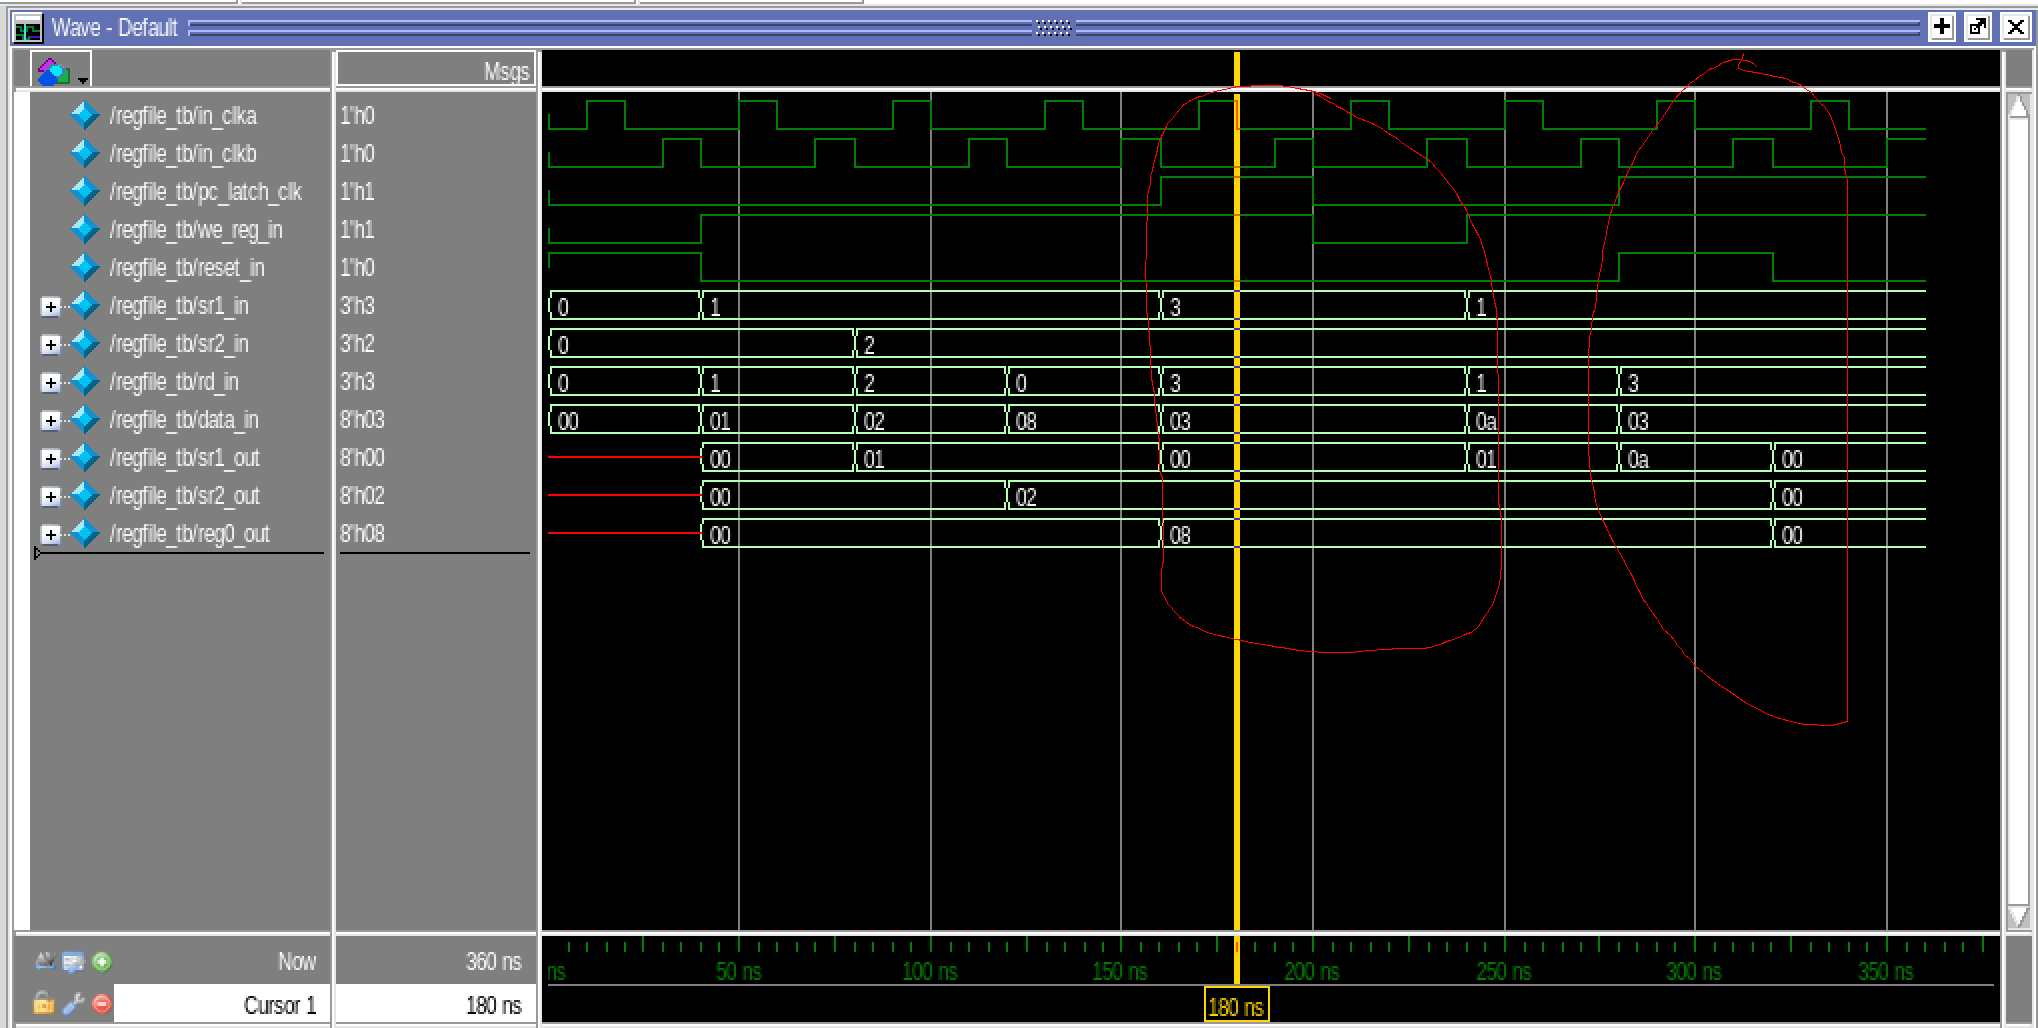 Wave - Default
Msgs
/regfile_tb/in_clka 1'h0
/regfile_tb/in_clkb 1'h0
/regfile_tb/pc_latch_clk 1'h1
/regfile_tb/we_reg_in 1'h1
/regfile_tb/reset_in 1'h0
/regfile_tb/sr1_in 3'h3 0 1 3 1
/regfile_tb/sr2_in 3'h2 0 2
/regfile_tb/rd_in 3'h3 0 1 2 0 3 1 3
/regfile_tb/data_in 8'h03 00 01 02 08 03 0a 03
/regfile_tb/sr1_out 8'h00 00 01 00 01 0a 00
/regfile_tb/sr2_out 8'h02 00 02 00
/regfile_tb/reg0_out 8'h08 00 08 00
Now 360 ns ns 50 ns 100 ns 150 ns 200 ns 250 ns 300 ns 350 ns
Cursor 1 180 ns 180 ns